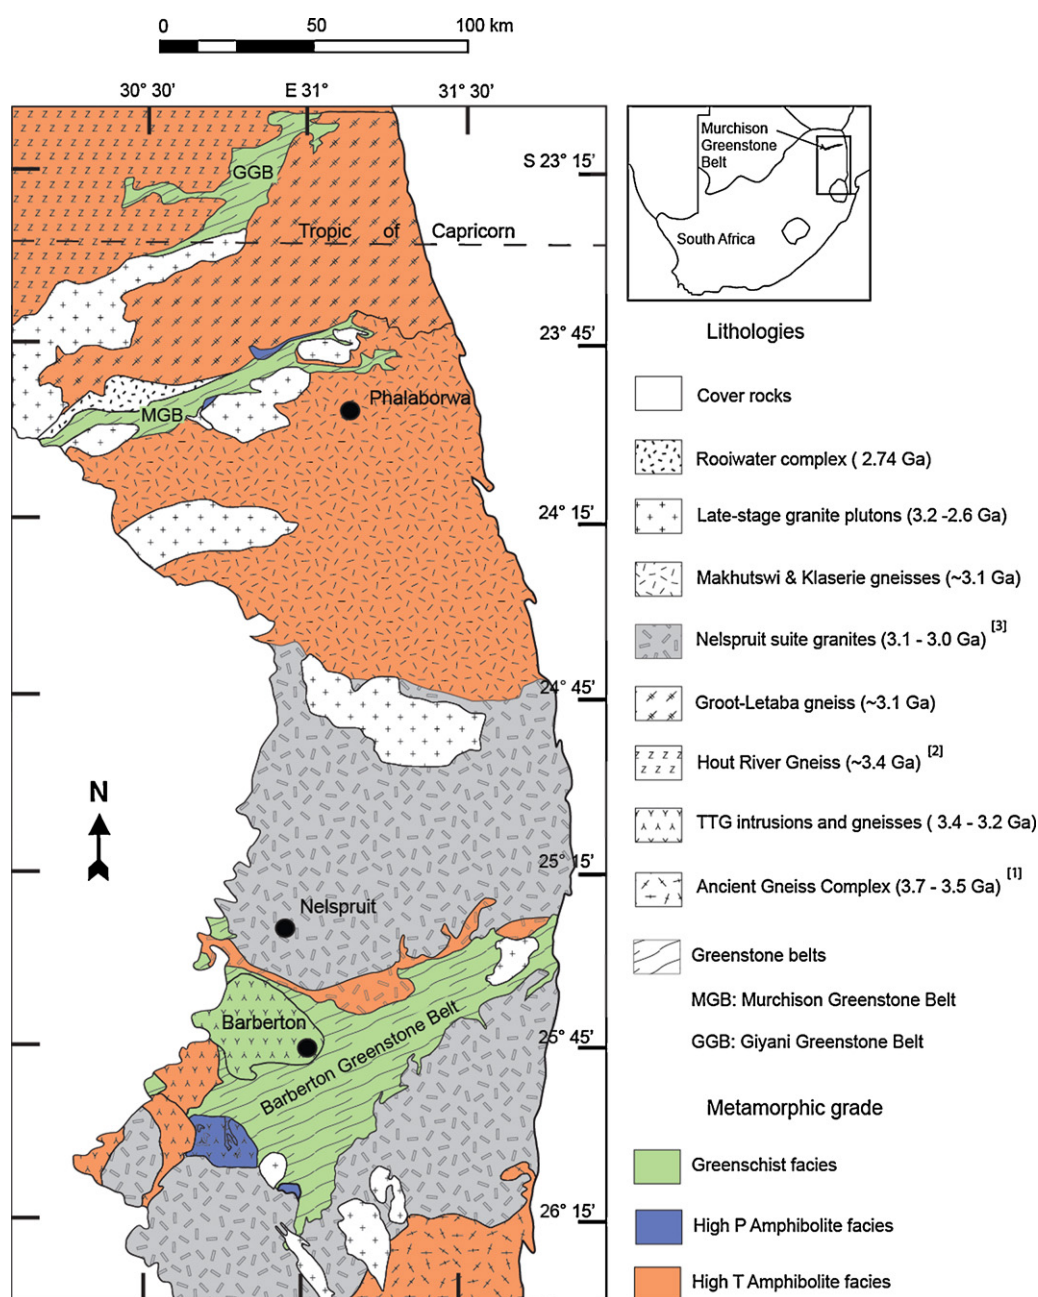 0 50 100 km
30° 30' E 31° 31° 30'
S 23° 15'
GGB
Tropic of Capricorn
23° 45'
Phalaborwa
MGB
24° 15'
24° 45'
N
25° 15'
Nelspruit
Barberton
25° 45'
Barberton Greenstone Belt
26° 15'
Murchison
Greenstone
Belt
South Africa
Lithologies
Cover rocks
Rooiwater complex ( 2.74 Ga)
Late-stage granite plutons (3.2 -2.6 Ga)
Makhutswi & Klaserie gneisses (~3.1 Ga)
Nelspruit suite granites (3.1 - 3.0 Ga) [3]
Groot-Letaba gneiss (~3.1 Ga)
Hout River Gneiss (~3.4 Ga) [2]
TTG intrusions and gneisses ( 3.4 - 3.2 Ga)
Ancient Gneiss Complex (3.7 - 3.5 Ga) [1]
Greenstone belts
MGB: Murchison Greenstone Belt
GGB: Giyani Greenstone Belt
Metamorphic grade
Greenschist facies
High P Amphibolite facies
High T Amphibolite facies